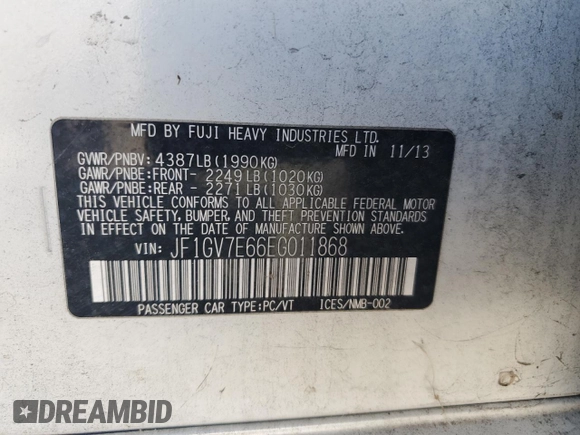 MFD BY FUJI HEAVY INDUSTRIES LTD.
MFD IN 11/13
GVWR/PNBV: 4387LB(1990KG)
GAWR/PNBE:FRONT- 2249LB(1020KG)
GAWR/PNBE:REAR - 2271LB(1030KG)
THIS VEHICLE CONFORMS TO ALL APPLICABLE FEDERAL MOTOR
VEHICLE SAFETY, BUMPER, AND THEFT PREVENTION STANDARDS
IN EFFECT ON THE DATE OF MANUFACTURE SHOWN ABOVE.
VIN: JF1GV7E66EG011868
PASSENGER CAR TYPE:PC/VT ICES/NMB-002
DREAMBID